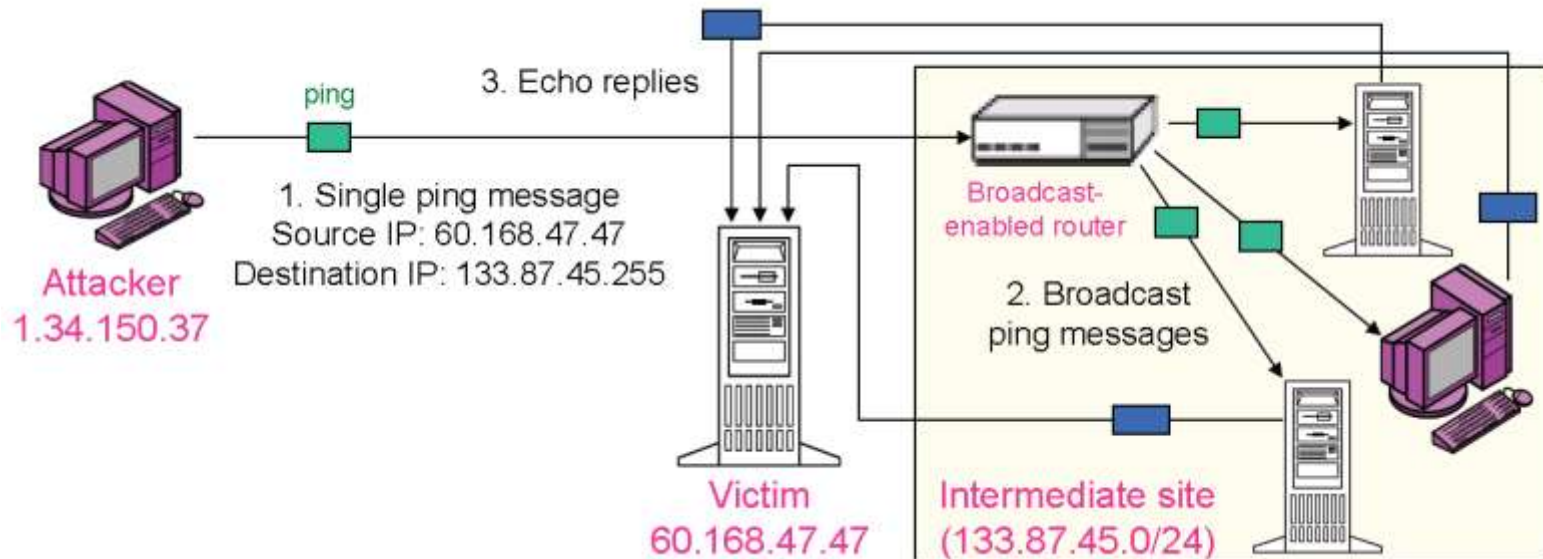 ping
3. Echo replies
1. Single ping message
Source IP: 60.168.47.47
Destination IP: 133.87.45.255
Attacker
1.34.150.37
Broadcast-
enabled router
2. Broadcast
ping messages
Victim
60.168.47.47
Intermediate site
(133.87.45.0/24)